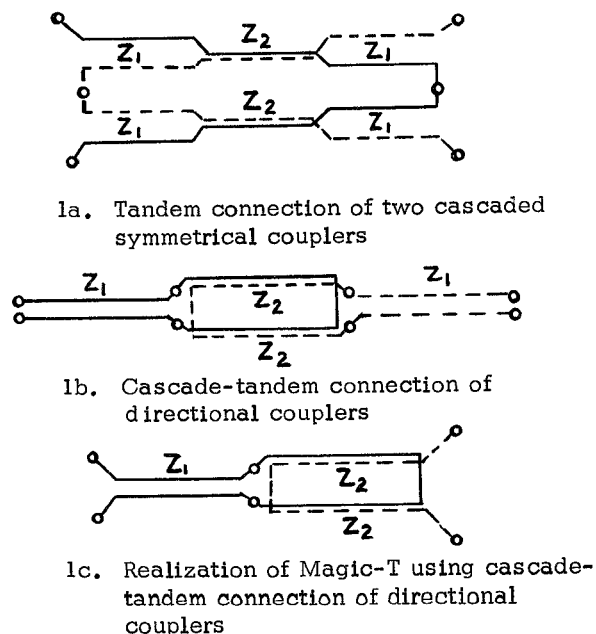 Z1 Z2 Z1
Z1 Z2 Z1
1a. Tandem connection of two cascaded
symmetrical couplers
Z1 Z2 Z1
Z2
1b. Cascade-tandem connection of
directional couplers
Z1 Z2
Z2
1c. Realization of Magic-T using cascade-
tandem connection of directional
couplers